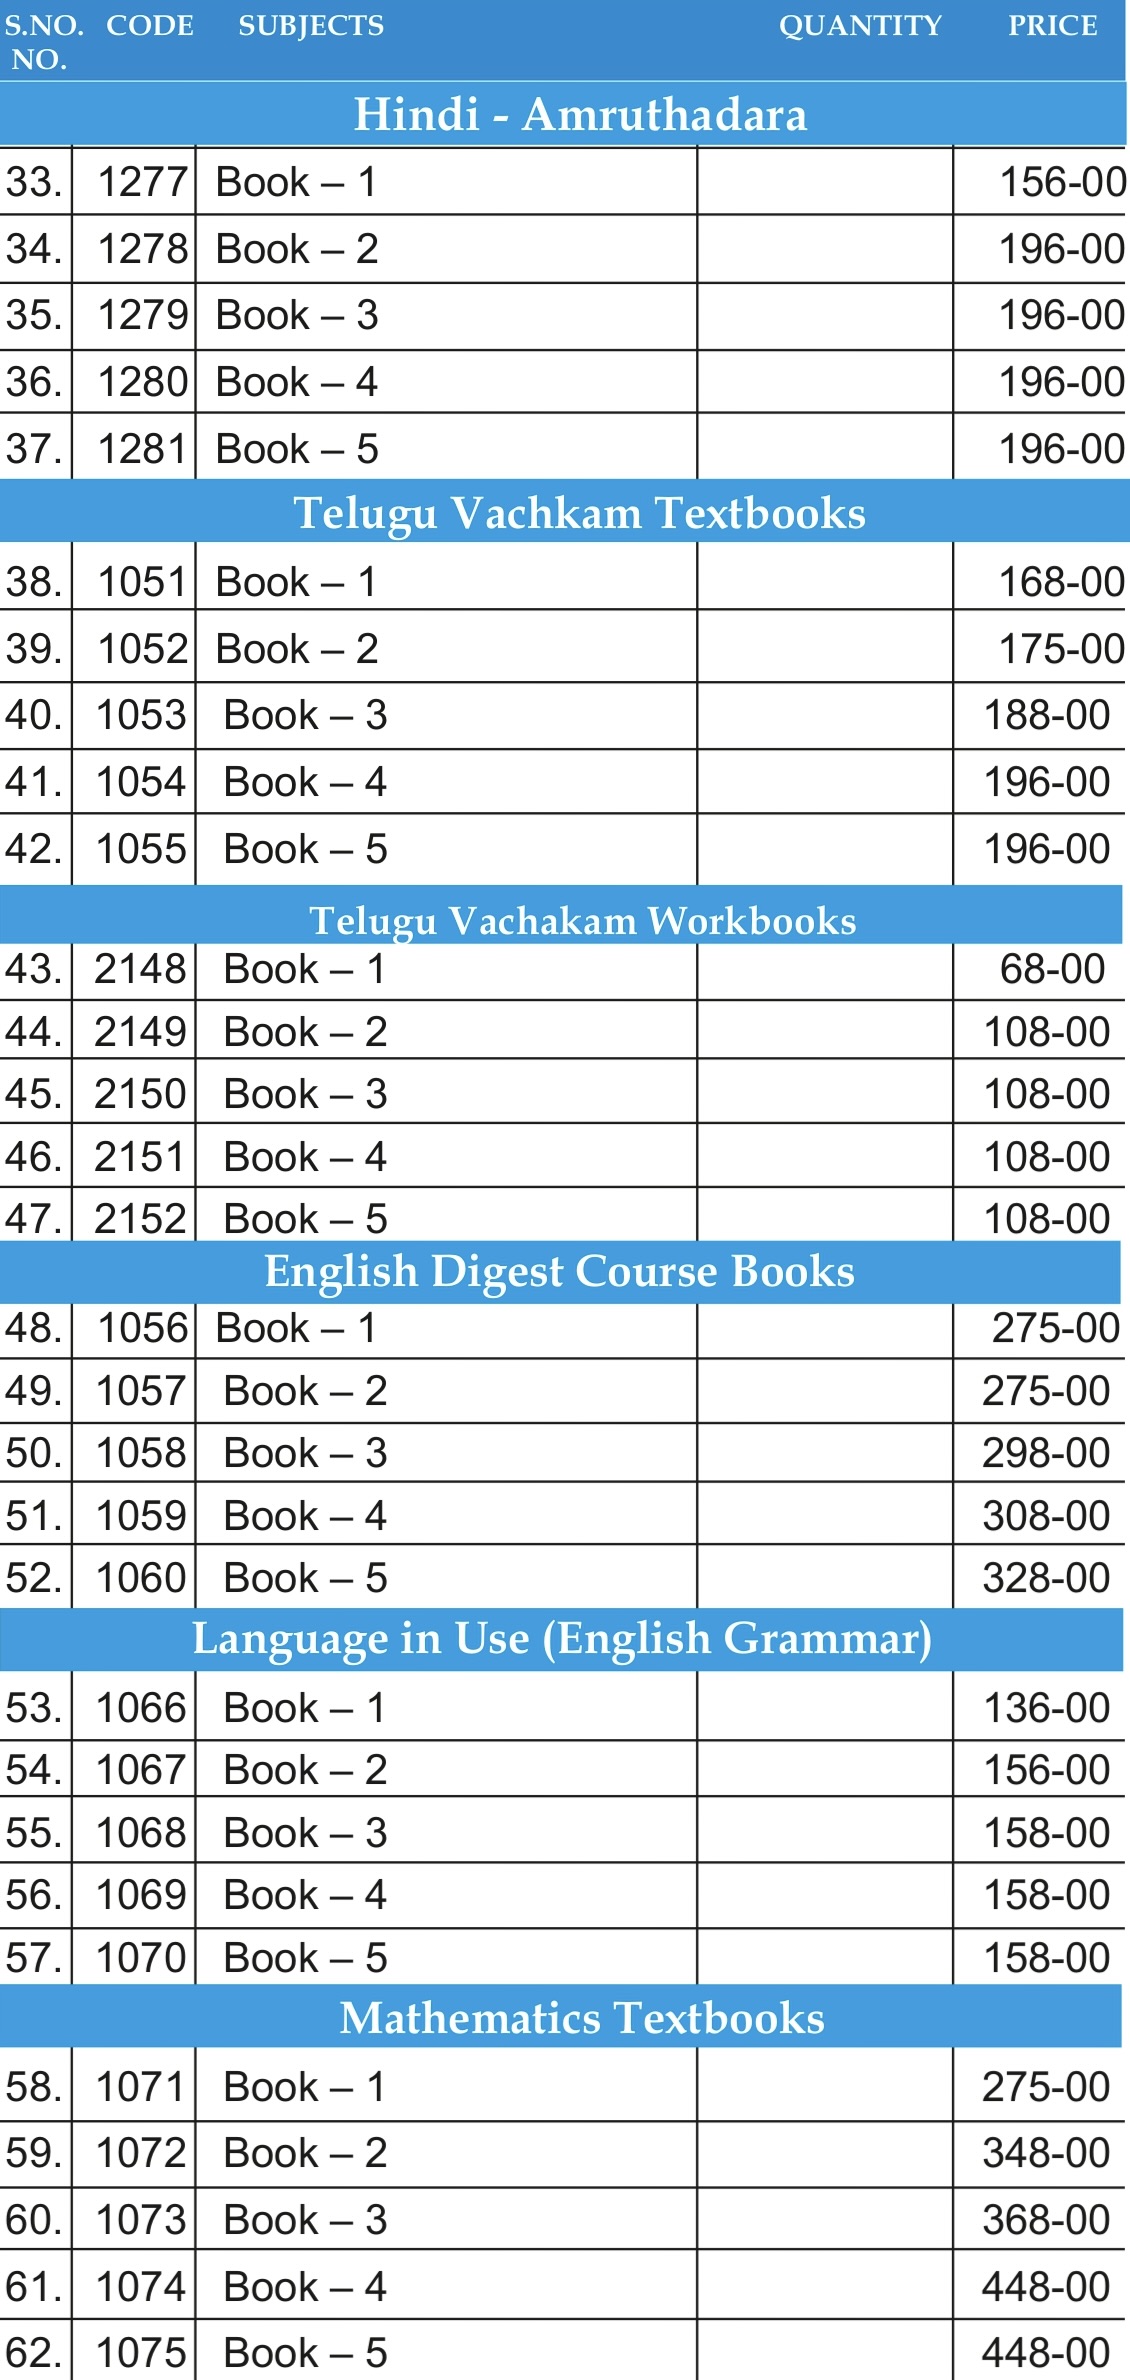 S.NO. CODE SUBJECTS QUANTITY PRICE
NO.
Hindi - Amruthadara
33. 1277 Book – 1 156-00
34. 1278 Book – 2 196-00
35. 1279 Book – 3 196-00
36. 1280 Book – 4 196-00
37. 1281 Book – 5 196-00
Telugu Vachkam Textbooks
38. 1051 Book – 1 168-00
39. 1052 Book – 2 175-00
40. 1053 Book – 3 188-00
41. 1054 Book – 4 196-00
42. 1055 Book – 5 196-00
Telugu Vachakam Workbooks
43. 2148 Book – 1 68-00
44. 2149 Book – 2 108-00
45. 2150 Book – 3 108-00
46. 2151 Book – 4 108-00
47. 2152 Book – 5 108-00
English Digest Course Books
48. 1056 Book – 1 275-00
49. 1057 Book – 2 275-00
50. 1058 Book – 3 298-00
51. 1059 Book – 4 308-00
52. 1060 Book – 5 328-00
Language in Use (English Grammar)
53. 1066 Book – 1 136-00
54. 1067 Book – 2 156-00
55. 1068 Book – 3 158-00
56. 1069 Book – 4 158-00
57. 1070 Book – 5 158-00
Mathematics Textbooks
58. 1071 Book – 1 275-00
59. 1072 Book – 2 348-00
60. 1073 Book – 3 368-00
61. 1074 Book – 4 448-00
62. 1075 Book – 5 448-00